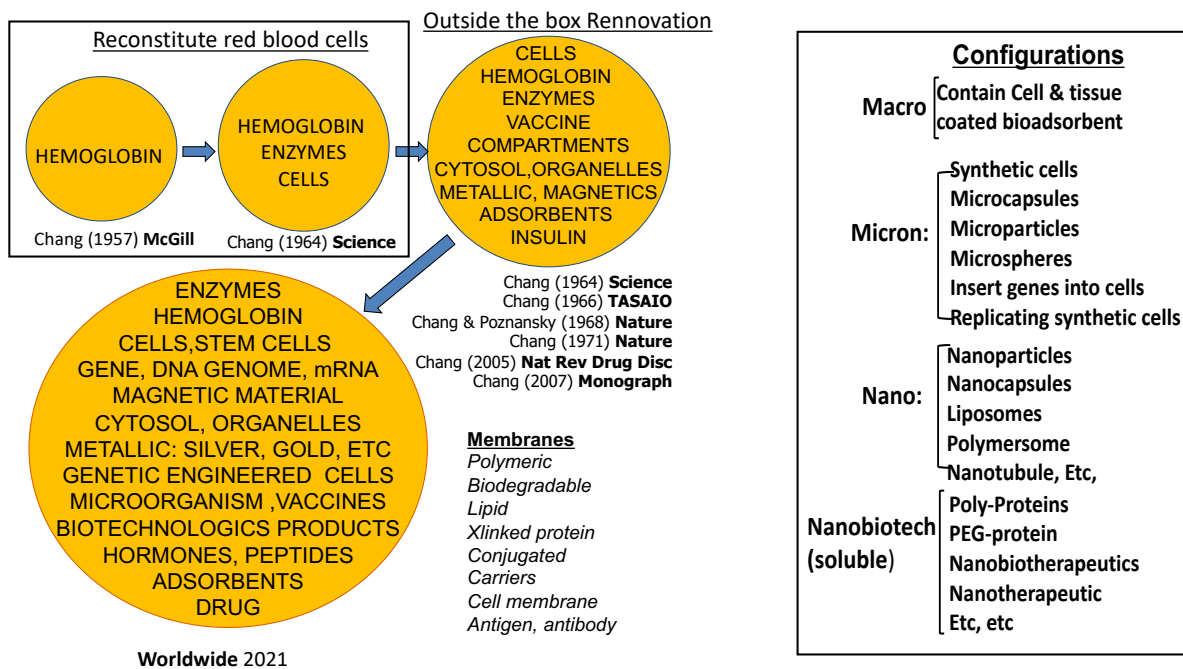 Reconstitute red blood cells
HEMOGLOBIN
Chang (1957) McGill
HEMOGLOBIN
ENZYMES
CELLS
Chang (1964) Science
Outside the box Rennovation
CELLS
HEMOGLOBIN
ENZYMES
VACCINE
COMPARTMENTS
CYTOSOL,ORGANELLES
METALLIC, MAGNETICS
ADSORBENTS
INSULIN
Chang (1964) Science
Chang (1966) TASAIO
Chang & Poznansky (1968) Nature
Chang (1971) Nature
Chang (2005) Nat Rev Drug Disc
Chang (2007) Monograph
ENZYMES
HEMOGLOBIN
CELLS,STEM CELLS
GENE, DNA GENOME, mRNA
MAGNETIC MATERIAL
CYTOSOL, ORGANELLES
METALLIC: SILVER, GOLD, ETC
GENETIC ENGINEERED CELLS
MICROORGANISM ,VACCINES
BIOTECHNOLOGICS PRODUCTS
HORMONES, PEPTIDES
ADSORBENTS
DRUG
Worldwide 2021
Membranes
Polymeric
Biodegradable
Lipid
Xlinked protein
Conjugated
Carriers
Cell membrane
Antigen, antibody
Configurations
Macro
Contain Cell & tissue
coated bioadsorbent
Micron:
Synthetic cells
Microcapsules
Microparticles
Microspheres
Insert genes into cells
Replicating synthetic cells
Nano:
Nanoparticles
Nanocapsules
Liposomes
Polymersome
Nanotubule, Etc,
Nanobiotech
(soluble)
Poly-Proteins
PEG-protein
Nanobiotherapeutics
Nanotherapeutic
Etc, etc